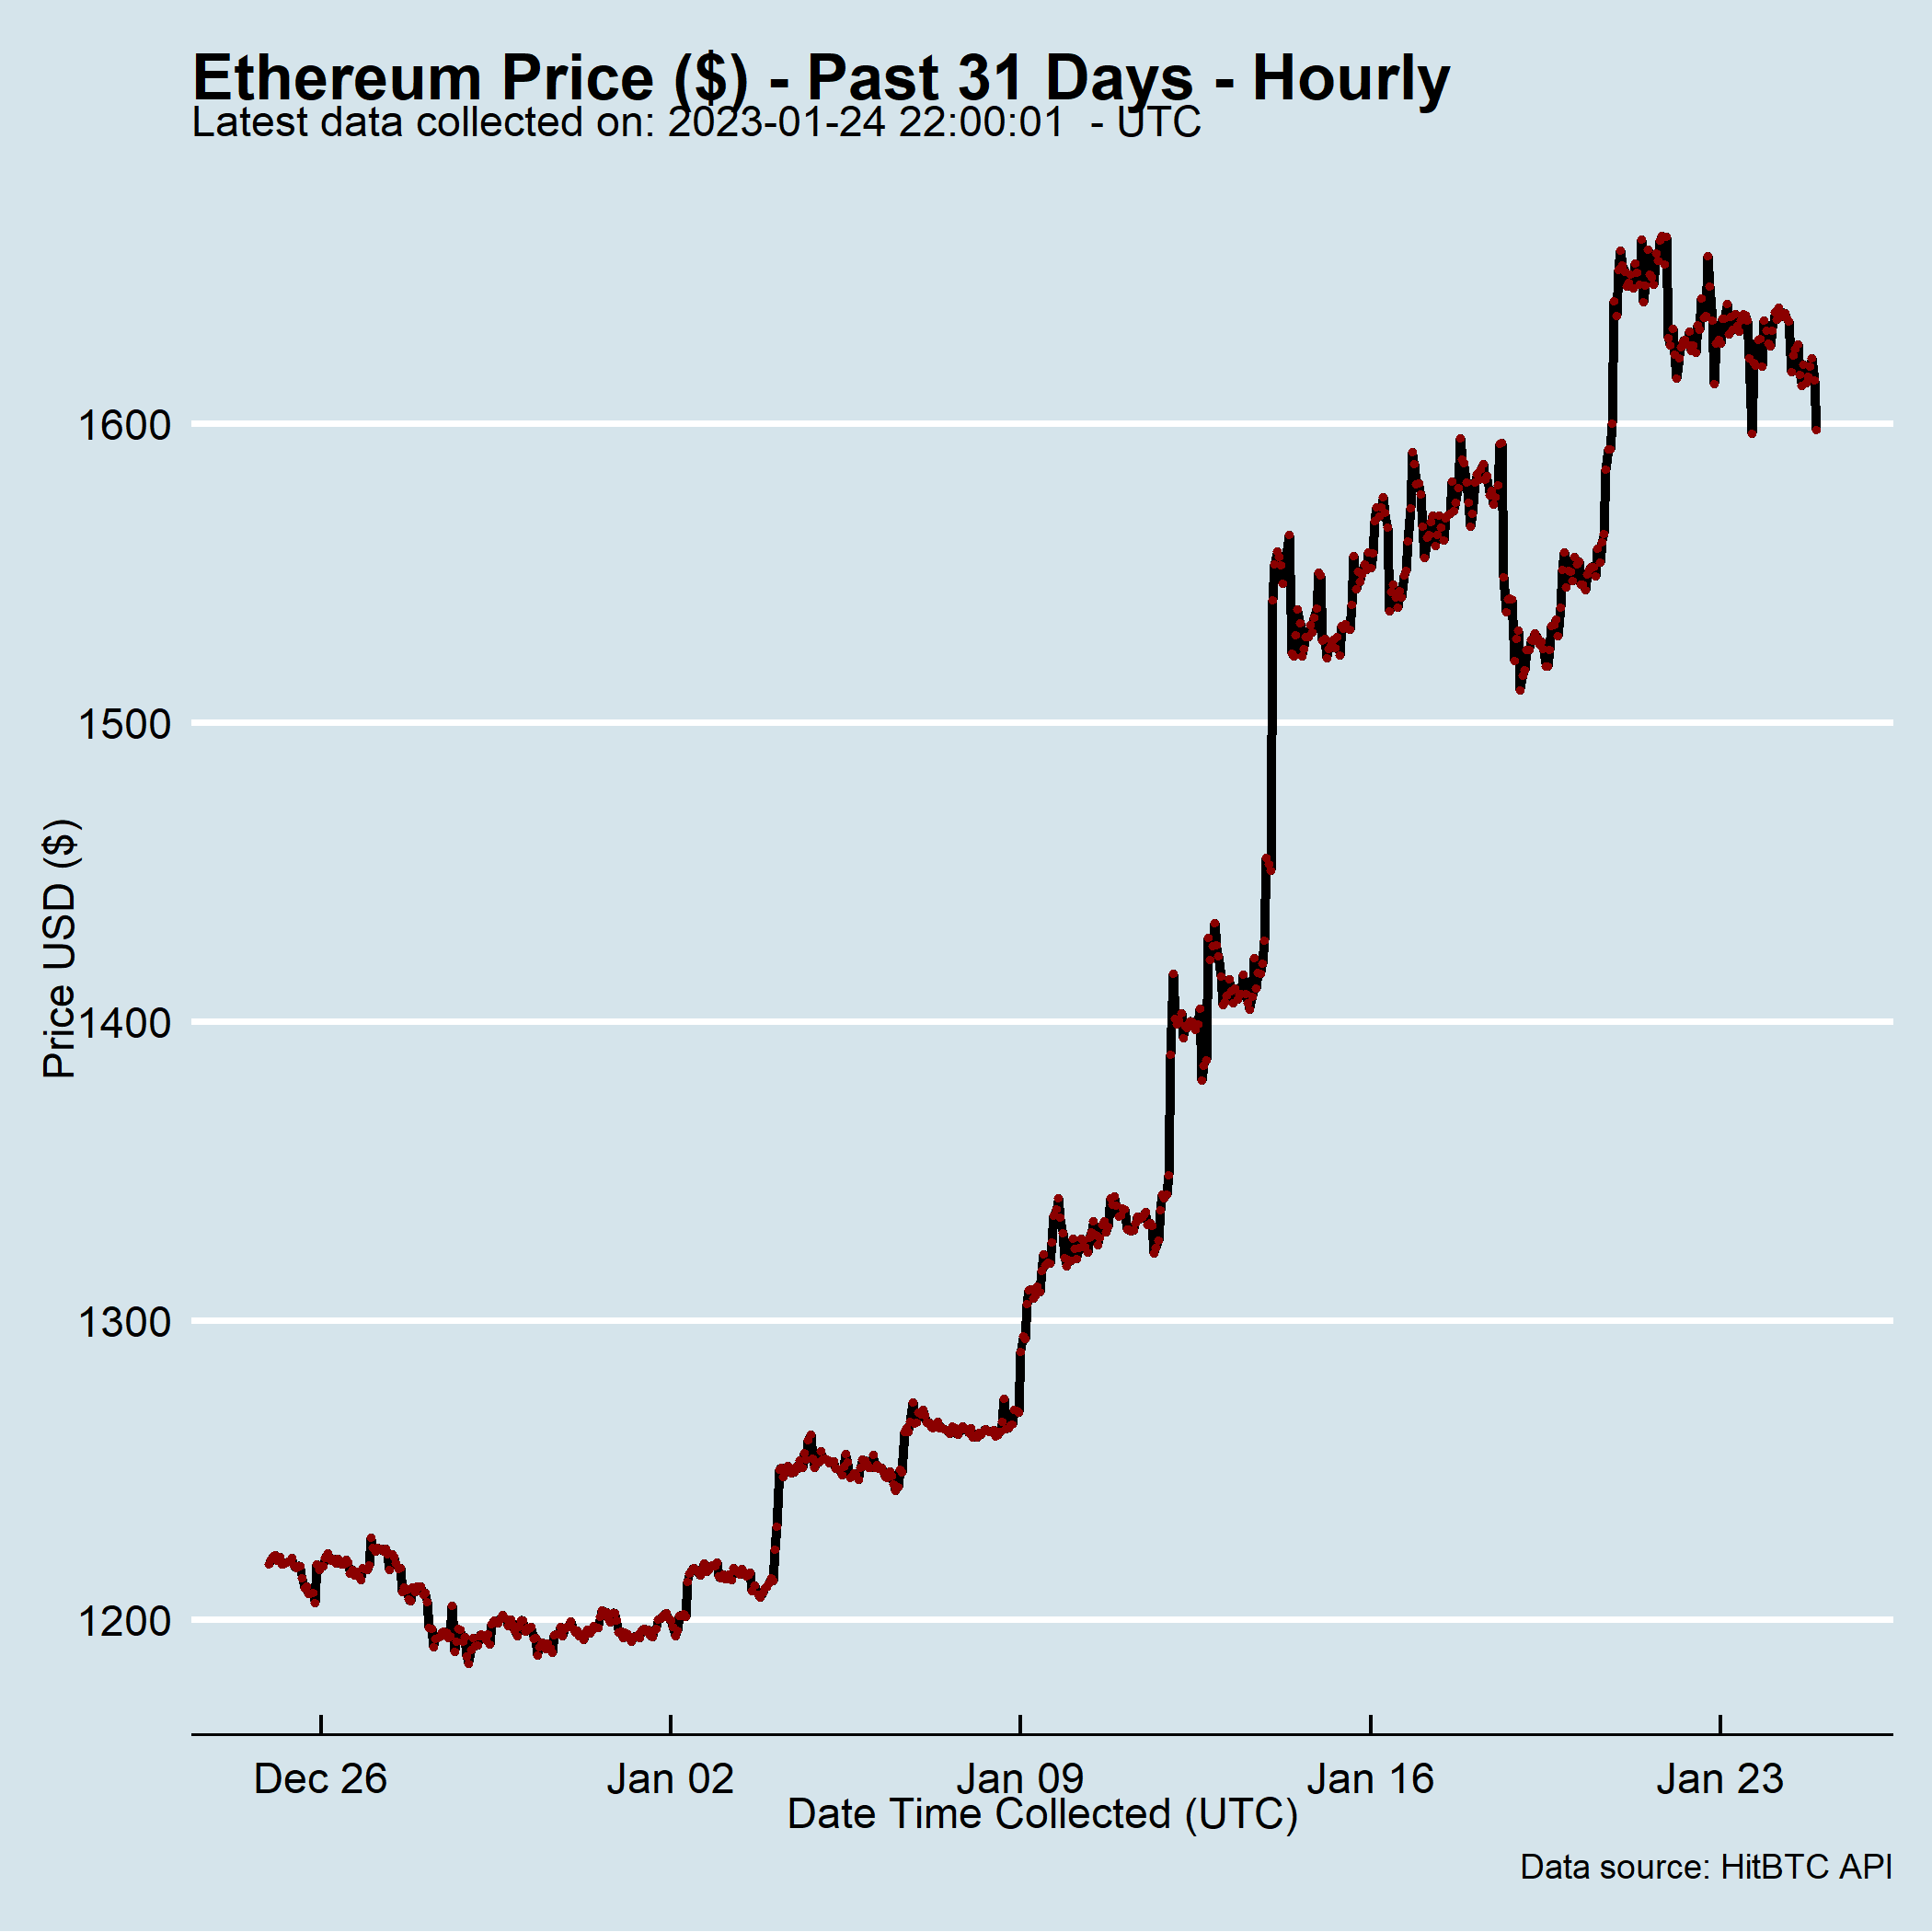 Ethereum Price ($) - Past 31 Days - Hourly
Latest data collected on: 2023-01-24 22:00:01  - UTC
Price USD ($)
1600
1500
1400
1300
1200
Dec 26
Jan 02
Jan 09
Jan 16
Jan 23
Date Time Collected (UTC)
Data source: HitBTC API